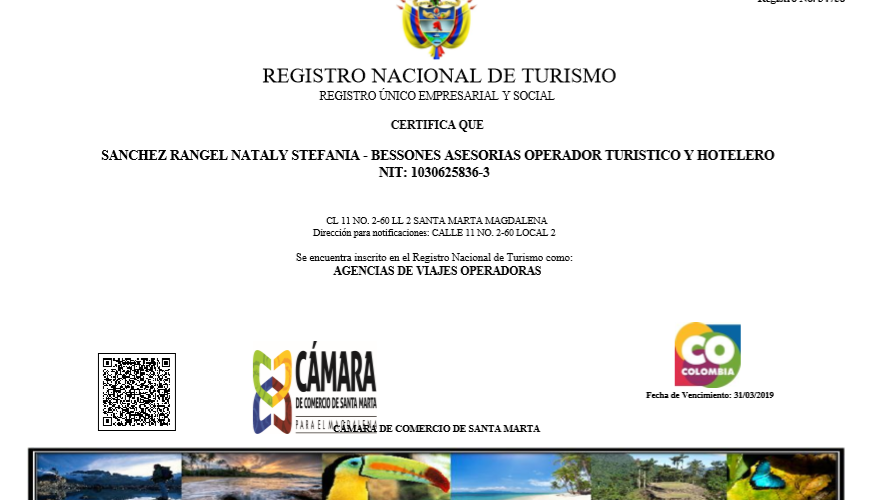 REGISTRO NACIONAL DE TURISMO
REGISTRO ÚNICO EMPRESARIAL Y SOCIAL
CERTIFICA QUE
SANCHEZ RANGEL NATALY STEFANIA - BESSONES ASESORIAS OPERADOR TURISTICO Y HOTELERO
NIT: 1030625836-3
CL 11 NO. 2-60 LL 2 SANTA MARTA MAGDALENA
Dirección para notificaciones: CALLE 11 NO. 2-60 LOCAL 2
Se encuentra inscrito en el Registro Nacional de Turismo como:
AGENCIAS DE VIAJES OPERADORAS
CO
COLOMBIA
CÁMARA
DE COMERCIO DE SANTA MARTA
PARA EL MAGDALENA
Fecha de Vencimiento: 31/03/2019
CÁMARA DE COMERCIO DE SANTA MARTA